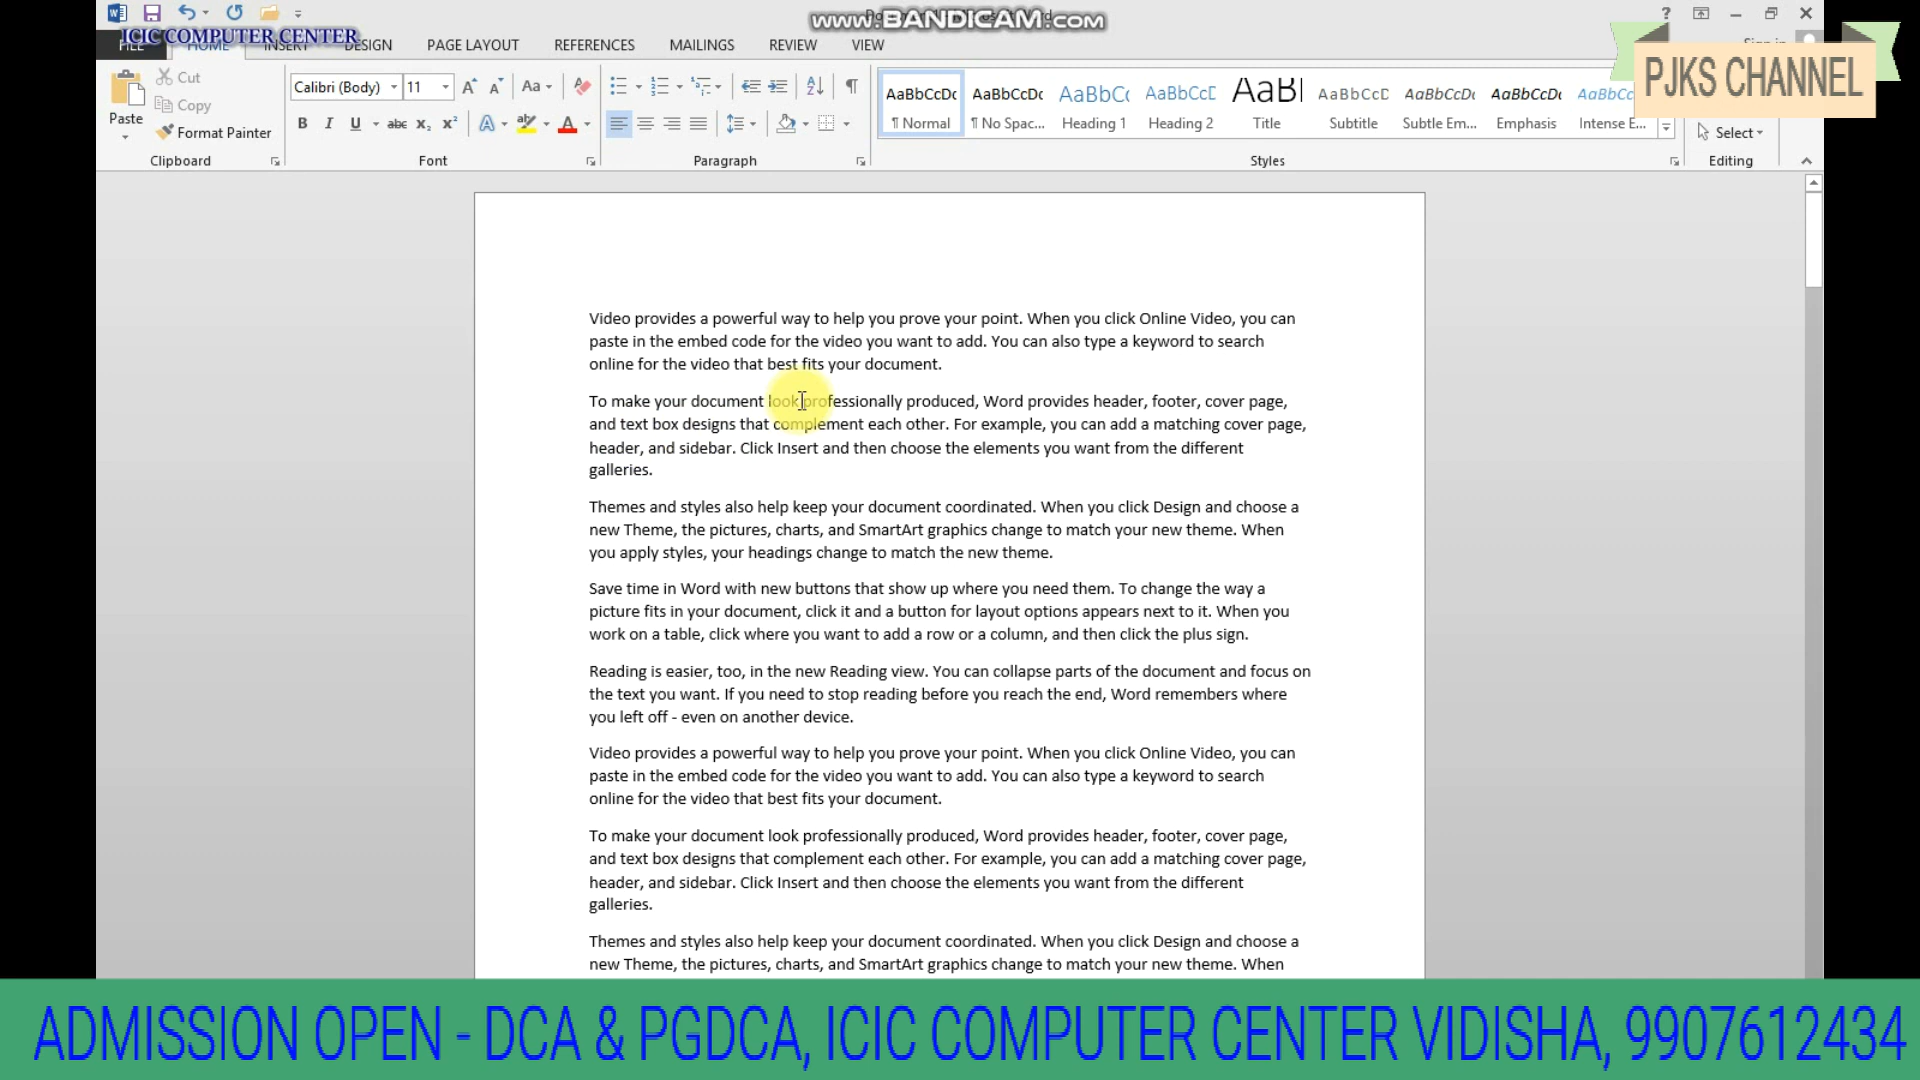 www.BANDICAM.com
ICIC COMPUTER CENTER
FILE HOME INSERT DESIGN PAGE LAYOUT REFERENCES MAILINGS REVIEW VIEW
PJKS CHANNEL
Cut
Copy
Paste
Format Painter
Clipboard
Calibri (Body) 11
Font
Paragraph
AaBbCcDc AaBbCcDc AaBbC AaBbCcD AaB AaBbCcD AaBbCcDc AaBbCcDc AaBbCc
¶ Normal ¶ No Spac... Heading 1 Heading 2 Title Subtitle Subtle Em... Emphasis Intense E...
Styles
Select
Editing
Video provides a powerful way to help you prove your point. When you click Online Video, you can
paste in the embed code for the video you want to add. You can also type a keyword to search
online for the video that best fits your document.
To make your document look professionally produced, Word provides header, footer, cover page,
and text box designs that complement each other. For example, you can add a matching cover page,
header, and sidebar. Click Insert and then choose the elements you want from the different
galleries.
Themes and styles also help keep your document coordinated. When you click Design and choose a
new Theme, the pictures, charts, and SmartArt graphics change to match your new theme. When
you apply styles, your headings change to match the new theme.
Save time in Word with new buttons that show up where you need them. To change the way a
picture fits in your document, click it and a button for layout options appears next to it. When you
work on a table, click where you want to add a row or a column, and then click the plus sign.
Reading is easier, too, in the new Reading view. You can collapse parts of the document and focus on
the text you want. If you need to stop reading before you reach the end, Word remembers where
you left off - even on another device.
Video provides a powerful way to help you prove your point. When you click Online Video, you can
paste in the embed code for the video you want to add. You can also type a keyword to search
online for the video that best fits your document.
To make your document look professionally produced, Word provides header, footer, cover page,
and text box designs that complement each other. For example, you can add a matching cover page,
header, and sidebar. Click Insert and then choose the elements you want from the different
galleries.
Themes and styles also help keep your document coordinated. When you click Design and choose a
new Theme, the pictures, charts, and SmartArt graphics change to match your new theme. When
ADMISSION OPEN - DCA & PGDCA, ICIC COMPUTER CENTER VIDISHA, 9907612434